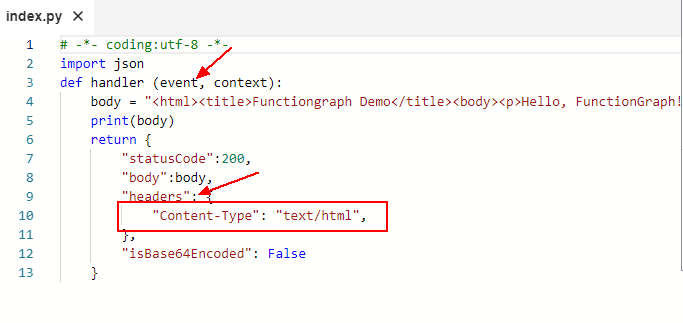 index.py ×
1 # -*- coding:utf-8 -*-
2 import json
3 def handler (event, context):
4     body = "<html><title>Functiongraph Demo</title><body><p>Hello, FunctionGraph!
5     print(body)
6     return {
7         "statusCode":200,
8         "body":body,
9         "headers": {
10             "Content-Type": "text/html",
11         },
12         "isBase64Encoded": False
13     }